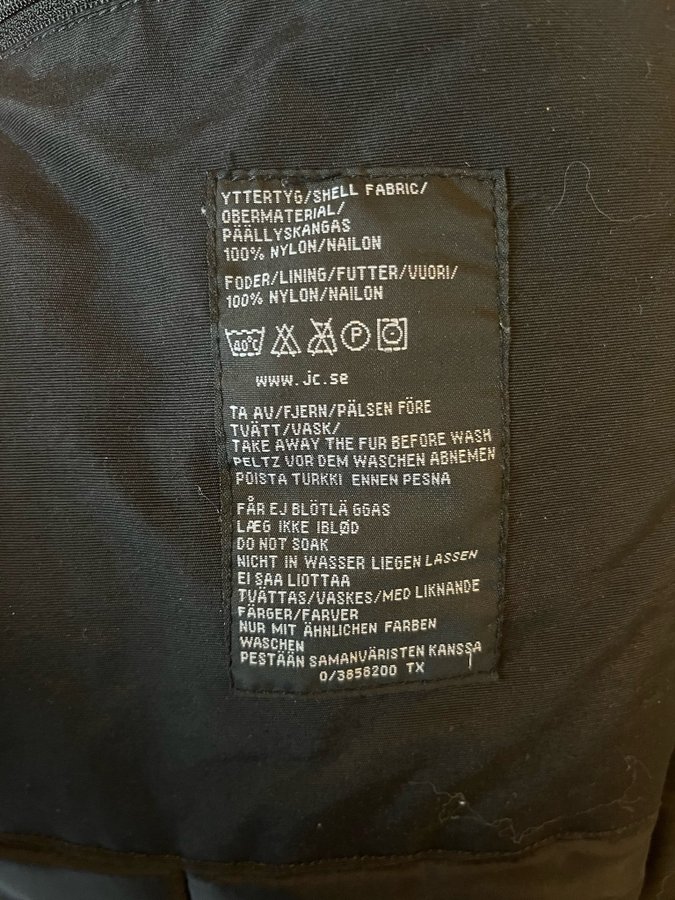 YTTERTYG/SHELL FABRIC/
OBERMATERIAL/
PÄÄLLYSKANGAS
100% NYLON/NAILON
FODER/LINING/FUTTER/VUORI/
100% NYLON/NAILON
40°C P
www.jc.se
TA AV/FJERN/PÄLSEN FÖRE
TVÄTT/VASK/
TAKE AWAY THE FUR BEFORE WASH
PELTZ VOR DEM WASCHEN ABNEMEN
POISTA TURKKI ENNEN PESNA
FÅR EJ BLÖTLÄ GGAS
LÆG IKKE IBLØD
DO NOT SOAK
NICHT IN WASSER LIEGEN LASSEN
EI SAA LIOTTAA
TVÄTTAS/VASKES/MED LIKNANDE
FÄRGER/FARVER
NUR MIT ÄHNLICHEN FARBEN
WASCHEN
PESTÄÄN SAMANVÄRISTEN KANSSA
0/3858200 TX